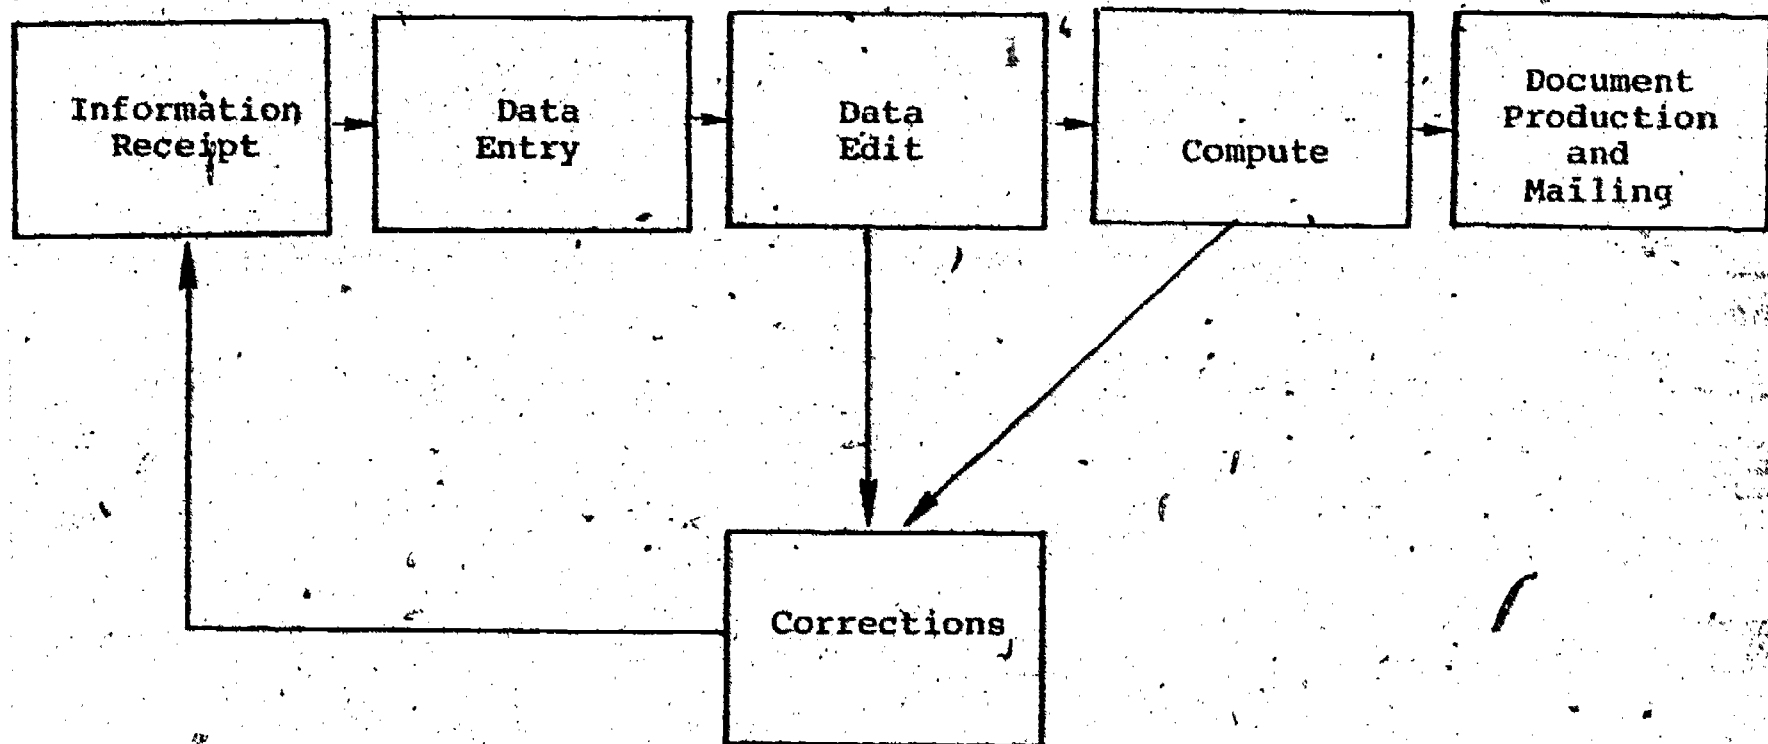 Information
Receipt
Data
Entry
Data
Edit
Compute
Document
Production
and
Mailing
Corrections